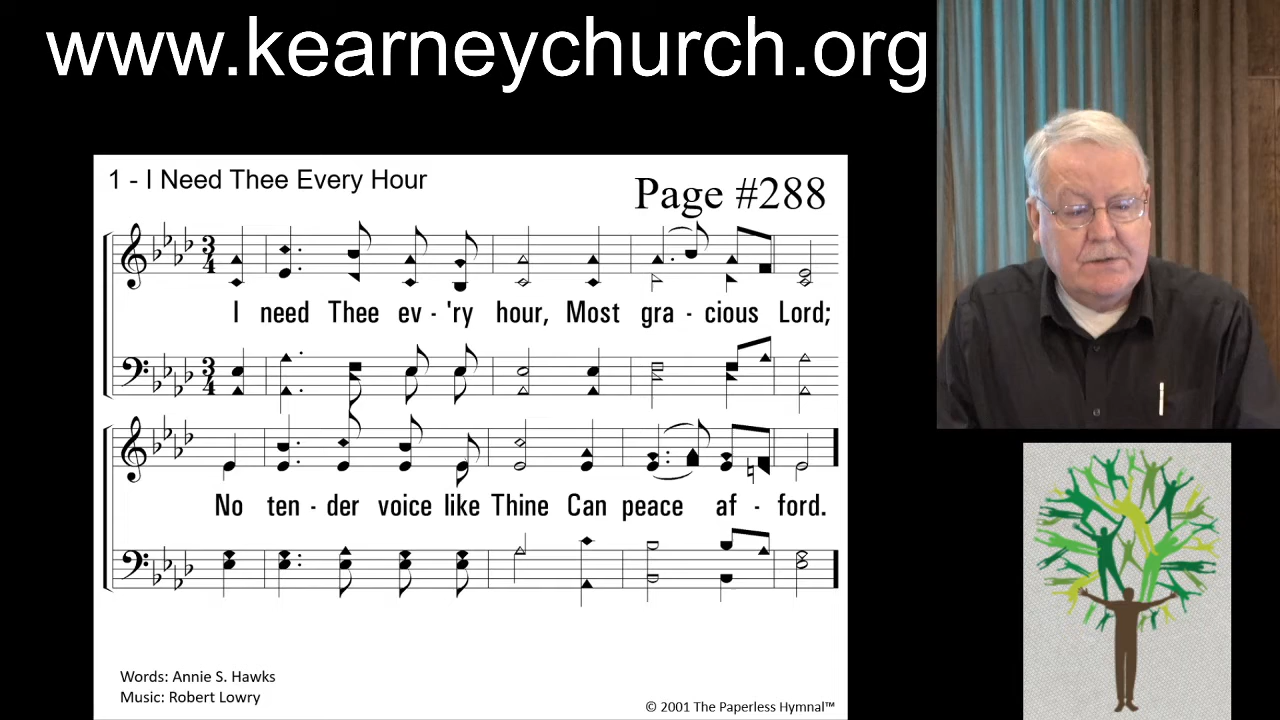 www.kearneychurch.org
1 - I Need Thee Every Hour
Page #288
I need Thee ev - 'ry hour, Most gra - cious Lord;
No ten - der voice like Thine Can peace af - ford.
Words: Annie S. Hawks
Music: Robert Lowry
© 2001 The Paperless Hymnal™